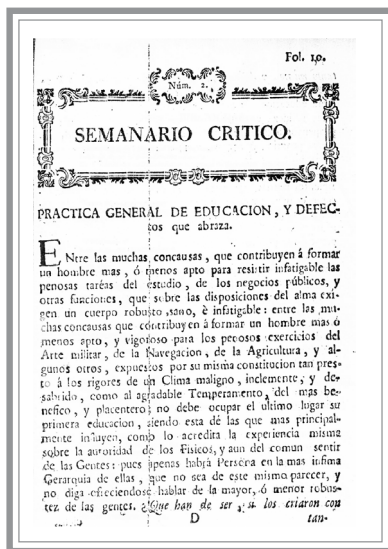 Fol. 10.
Núm. 2.
SEMANARIO CRITICO.
PRACTICA GENERAL DE EDUCACION, Y DEFEC-
tos que abraza.
ENtre las muchas concausas, que contribuyen á formar
un hombre mas, ó menos apto para resistir infatigable las
penosas taréas del estudio, de los negocios públicos, y
otras funciones, que sobre las disposiciones del alma exi-
gen un cuerpo robusto, sano, è infatigable: entre las mu-
chas concausas que contribuyen á formar un hombre mas ó
menos apto, y vigoroso para los penosos exercicios del
Arte militar, de la Navegacion, de la Agricultura, y al-
gunos otros, expuestos por su misma constitucion tan pres-
to á los rigores de un Clima maligno, inclemente, y de-
sabrido, como al agradable Temperamento, del mas be-
nefico, y placentero; no debe ocupar el ultimo lugar su
primera educacion, siendo esta de las que mas principal-
mente influyen, como lo acredita la experiencia misma
sobre la autoridad de los Fisicos, y aun del comun sentir
de las Gentes: pues apenas habrá Persona en la mas infima
Gerarquia de ellas, que no sea de este mismo parecer, y
no diga ofreciendose hablar de la mayor, ó menor robus-
tez de las gentes. ¿Que han de ser, si los criaron con
D
tan-